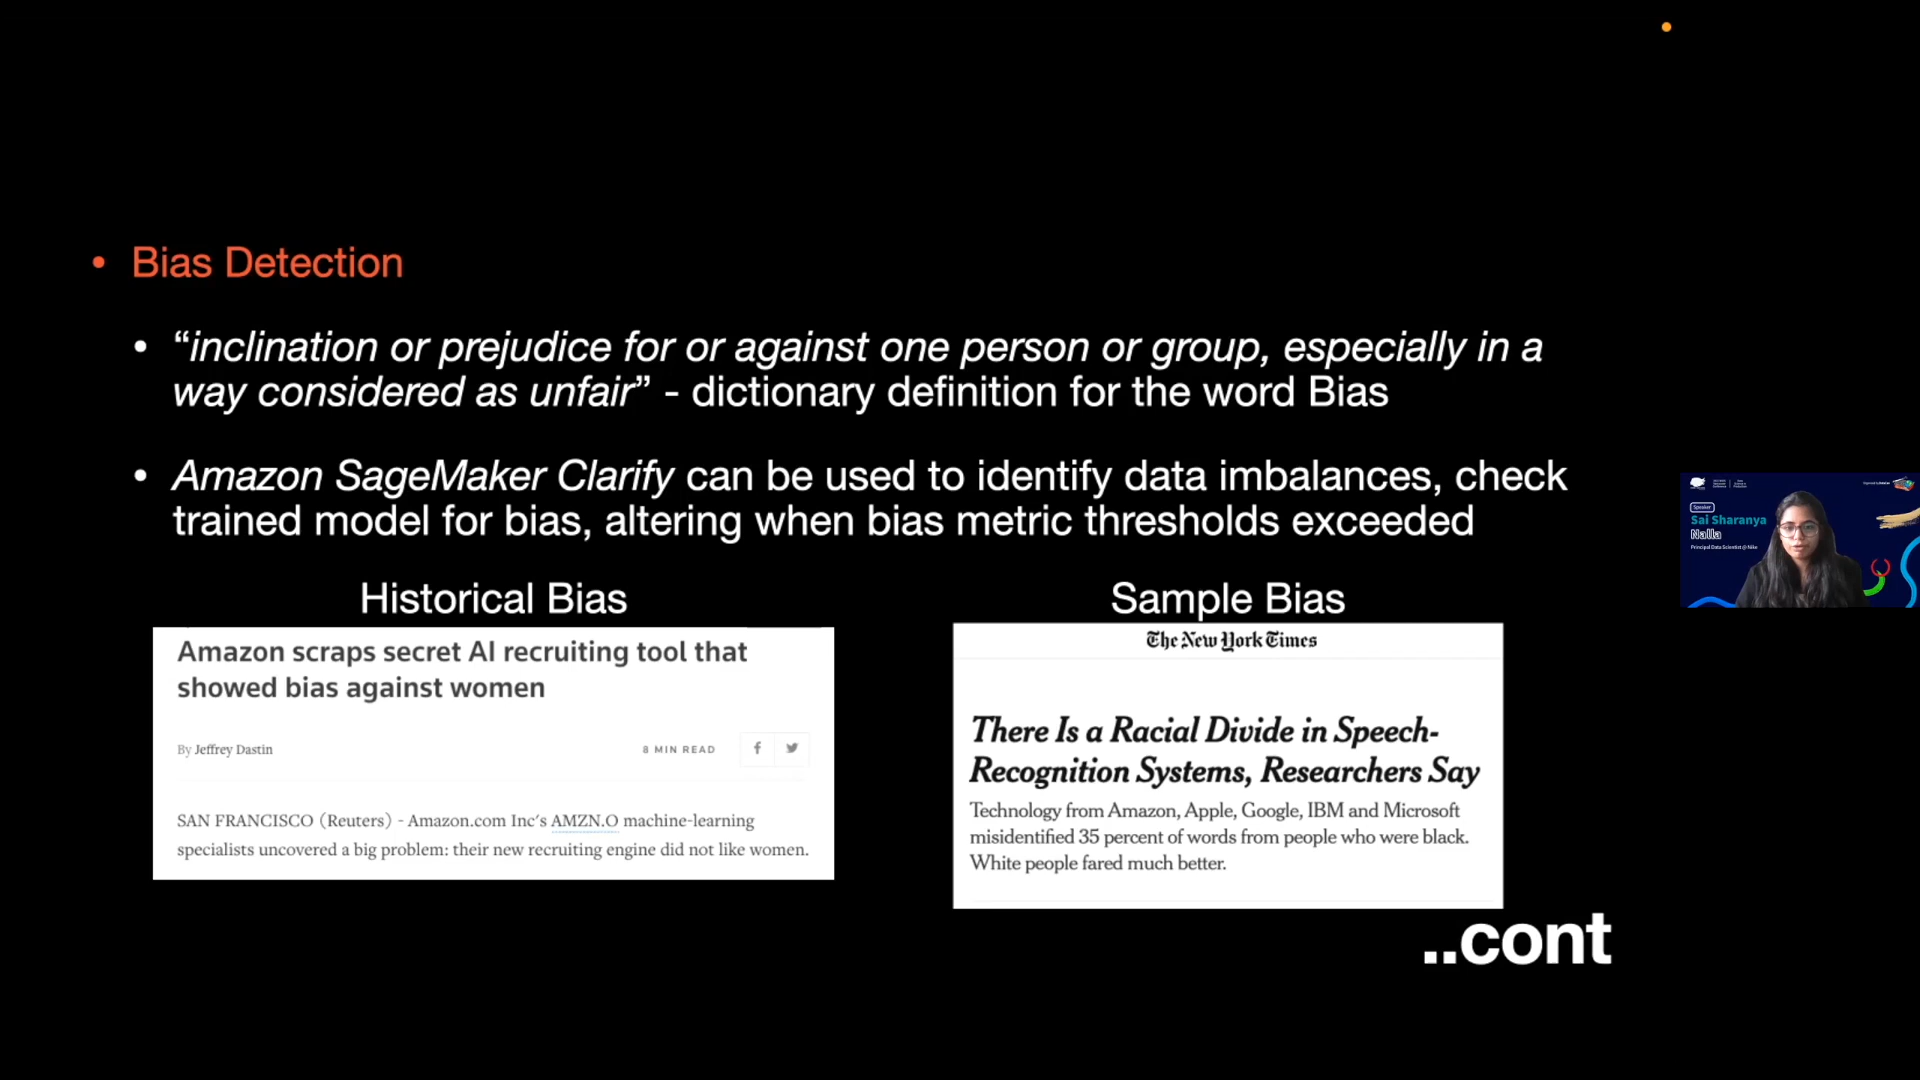 • Bias Detection
• “inclination or prejudice for or against one person or group, especially in a
way considered as unfair” - dictionary definition for the word Bias
• Amazon SageMaker Clarify can be used to identify data imbalances, check
trained model for bias, altering when bias metric thresholds exceeded
Historical Bias
Amazon scraps secret AI recruiting tool that
showed bias against women
By Jeffrey Dastin
8 MIN READ
SAN FRANCISCO (Reuters) - Amazon.com Inc's AMZN.O machine-learning
specialists uncovered a big problem: their new recruiting engine did not like women.
Sample Bias
The New York Times
There Is a Racial Divide in Speech-
Recognition Systems, Researchers Say
Technology from Amazon, Apple, Google, IBM and Microsoft
misidentified 35 percent of words from people who were black.
White people fared much better.
..cont
Speaker
Sai Sharanya
Nalla
Principal Data Scientist @ Nike